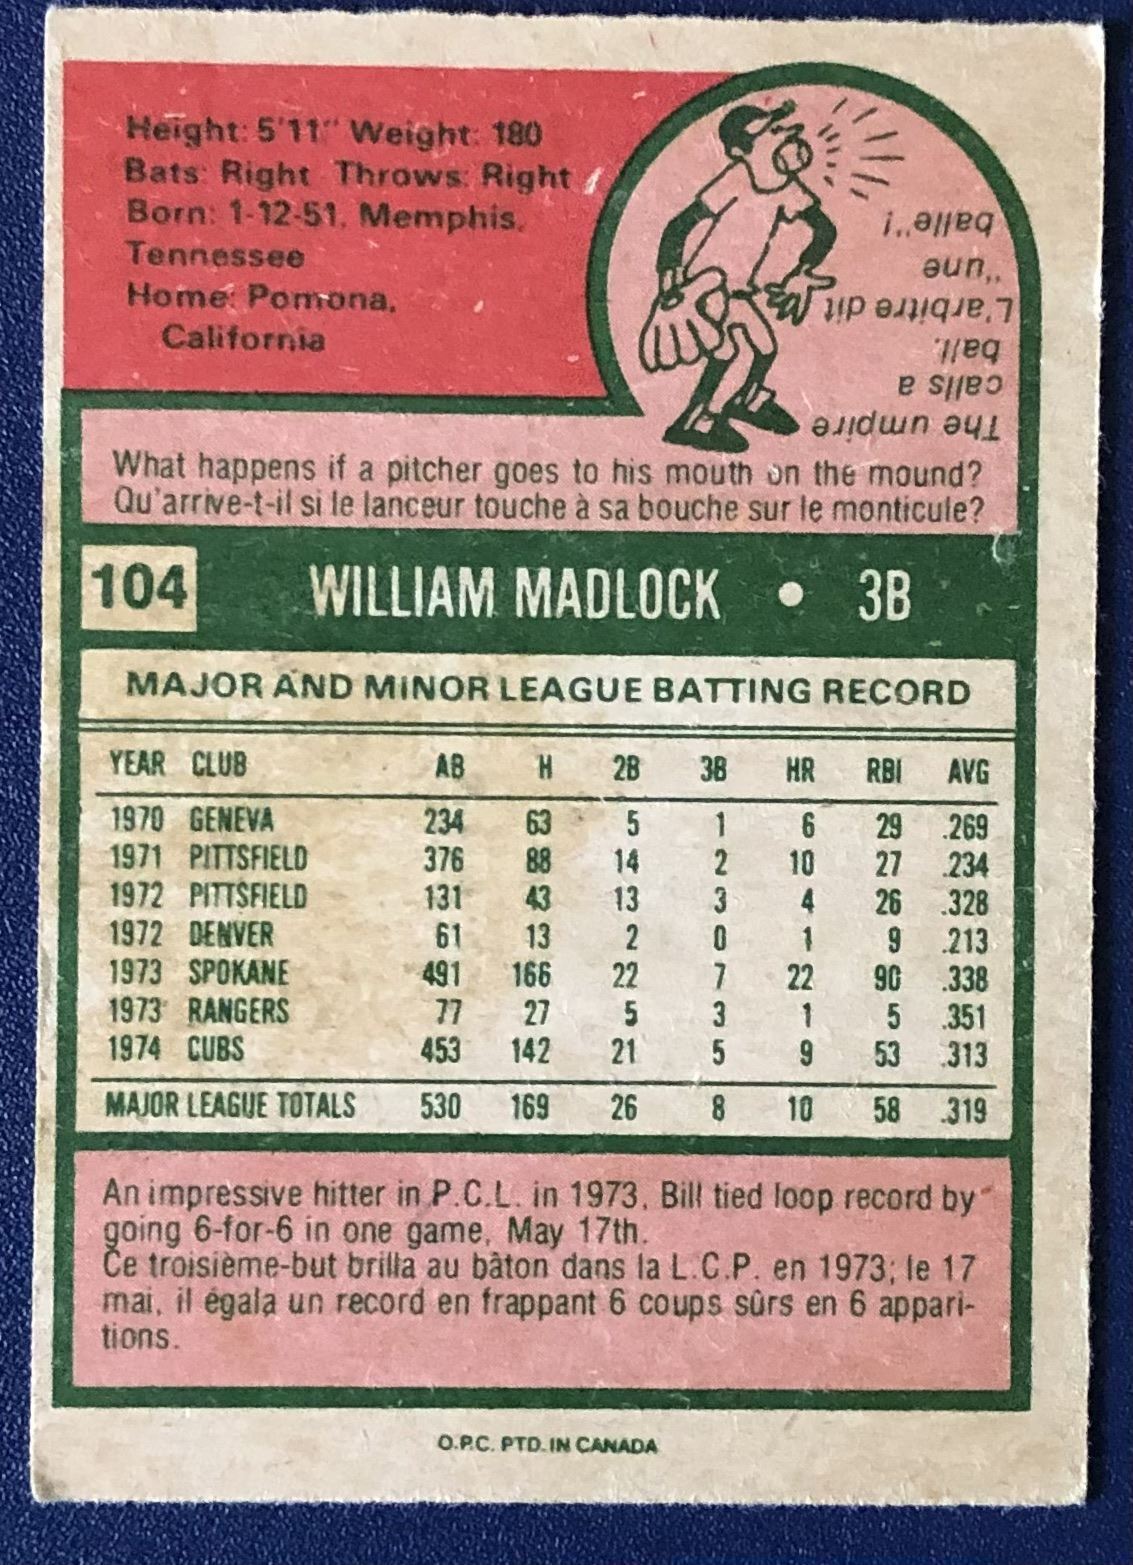 Height: 5'11" Weight: 180
Bats: Right Throws: Right
Born: 1-12-51, Memphis,
Tennessee
Home: Pomona,
California
The umpire
calls a
ball.
L'arbitre dit
"une
balle"!
What happens if a pitcher goes to his mouth on the mound?
Qu'arrive-t-il si le lanceur touche à sa bouche sur le monticule?
104 WILLIAM MADLOCK • 3B
MAJOR AND MINOR LEAGUE BATTING RECORD
YEAR CLUB AB H 2B 3B HR RBI AVG
1970 GENEVA 234 63 5 1 6 29 .269
1971 PITTSFIELD 376 88 14 2 10 27 .234
1972 PITTSFIELD 131 43 13 3 4 26 .328
1972 DENVER 61 13 2 0 1 9 .213
1973 SPOKANE 491 166 22 7 22 90 .338
1973 RANGERS 77 27 5 3 1 5 .351
1974 CUBS 453 142 21 5 9 53 .313
MAJOR LEAGUE TOTALS 530 169 26 8 10 58 .319
An impressive hitter in P.C.L. in 1973, Bill tied loop record by
going 6-for-6 in one game, May 17th.
Ce troisième-but brilla au bâton dans la L.C.P. en 1973; le 17
mai, il égala un record en frappant 6 coups sûrs en 6 appari-
tions.
O.P.C. PTD. IN CANADA